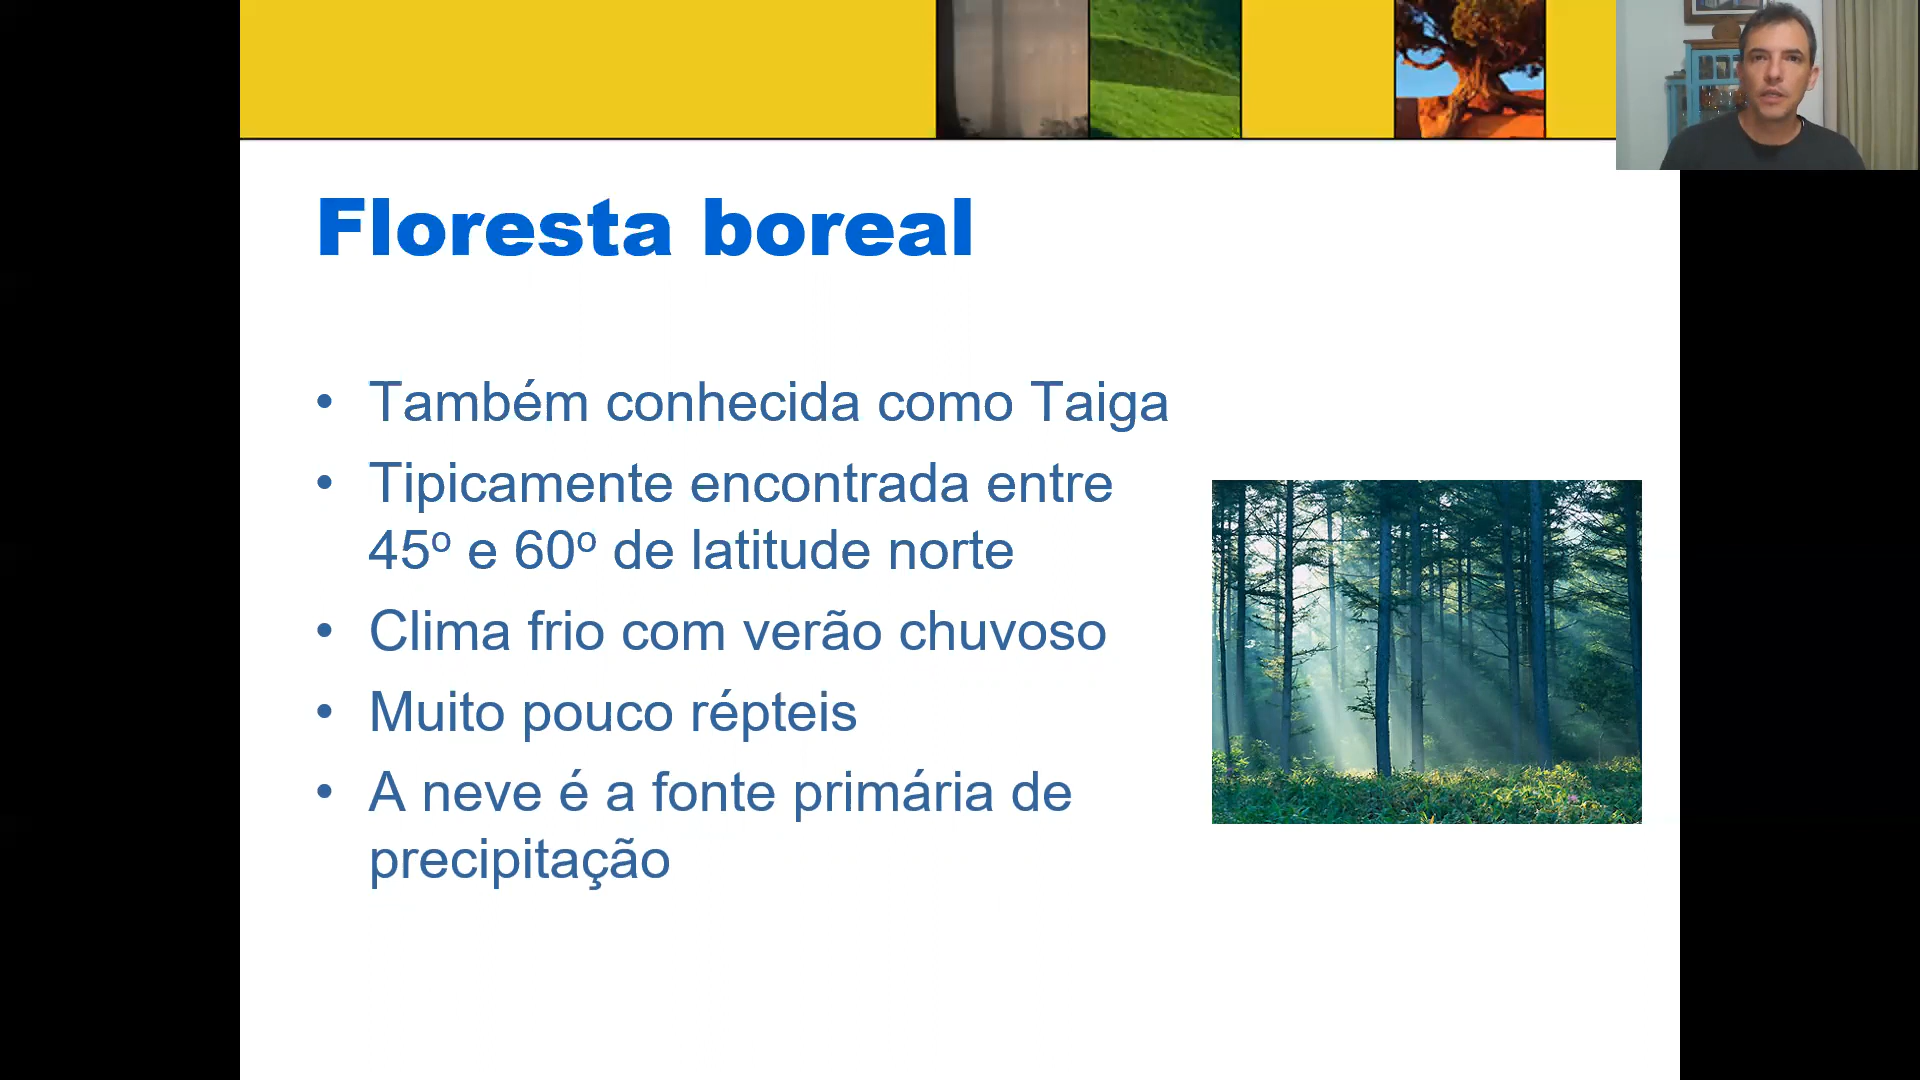 Floresta boreal
• Também conhecida como Taiga
• Tipicamente encontrada entre
45º e 60º de latitude norte
• Clima frio com verão chuvoso
• Muito pouco répteis
• A neve é a fonte primária de
precipitação